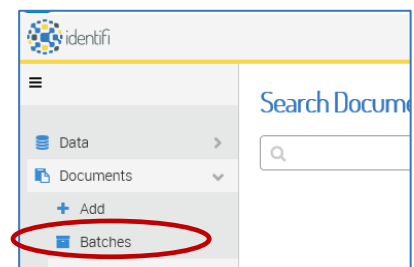 identifi
Search Docume
Data
Documents
Add
Batches